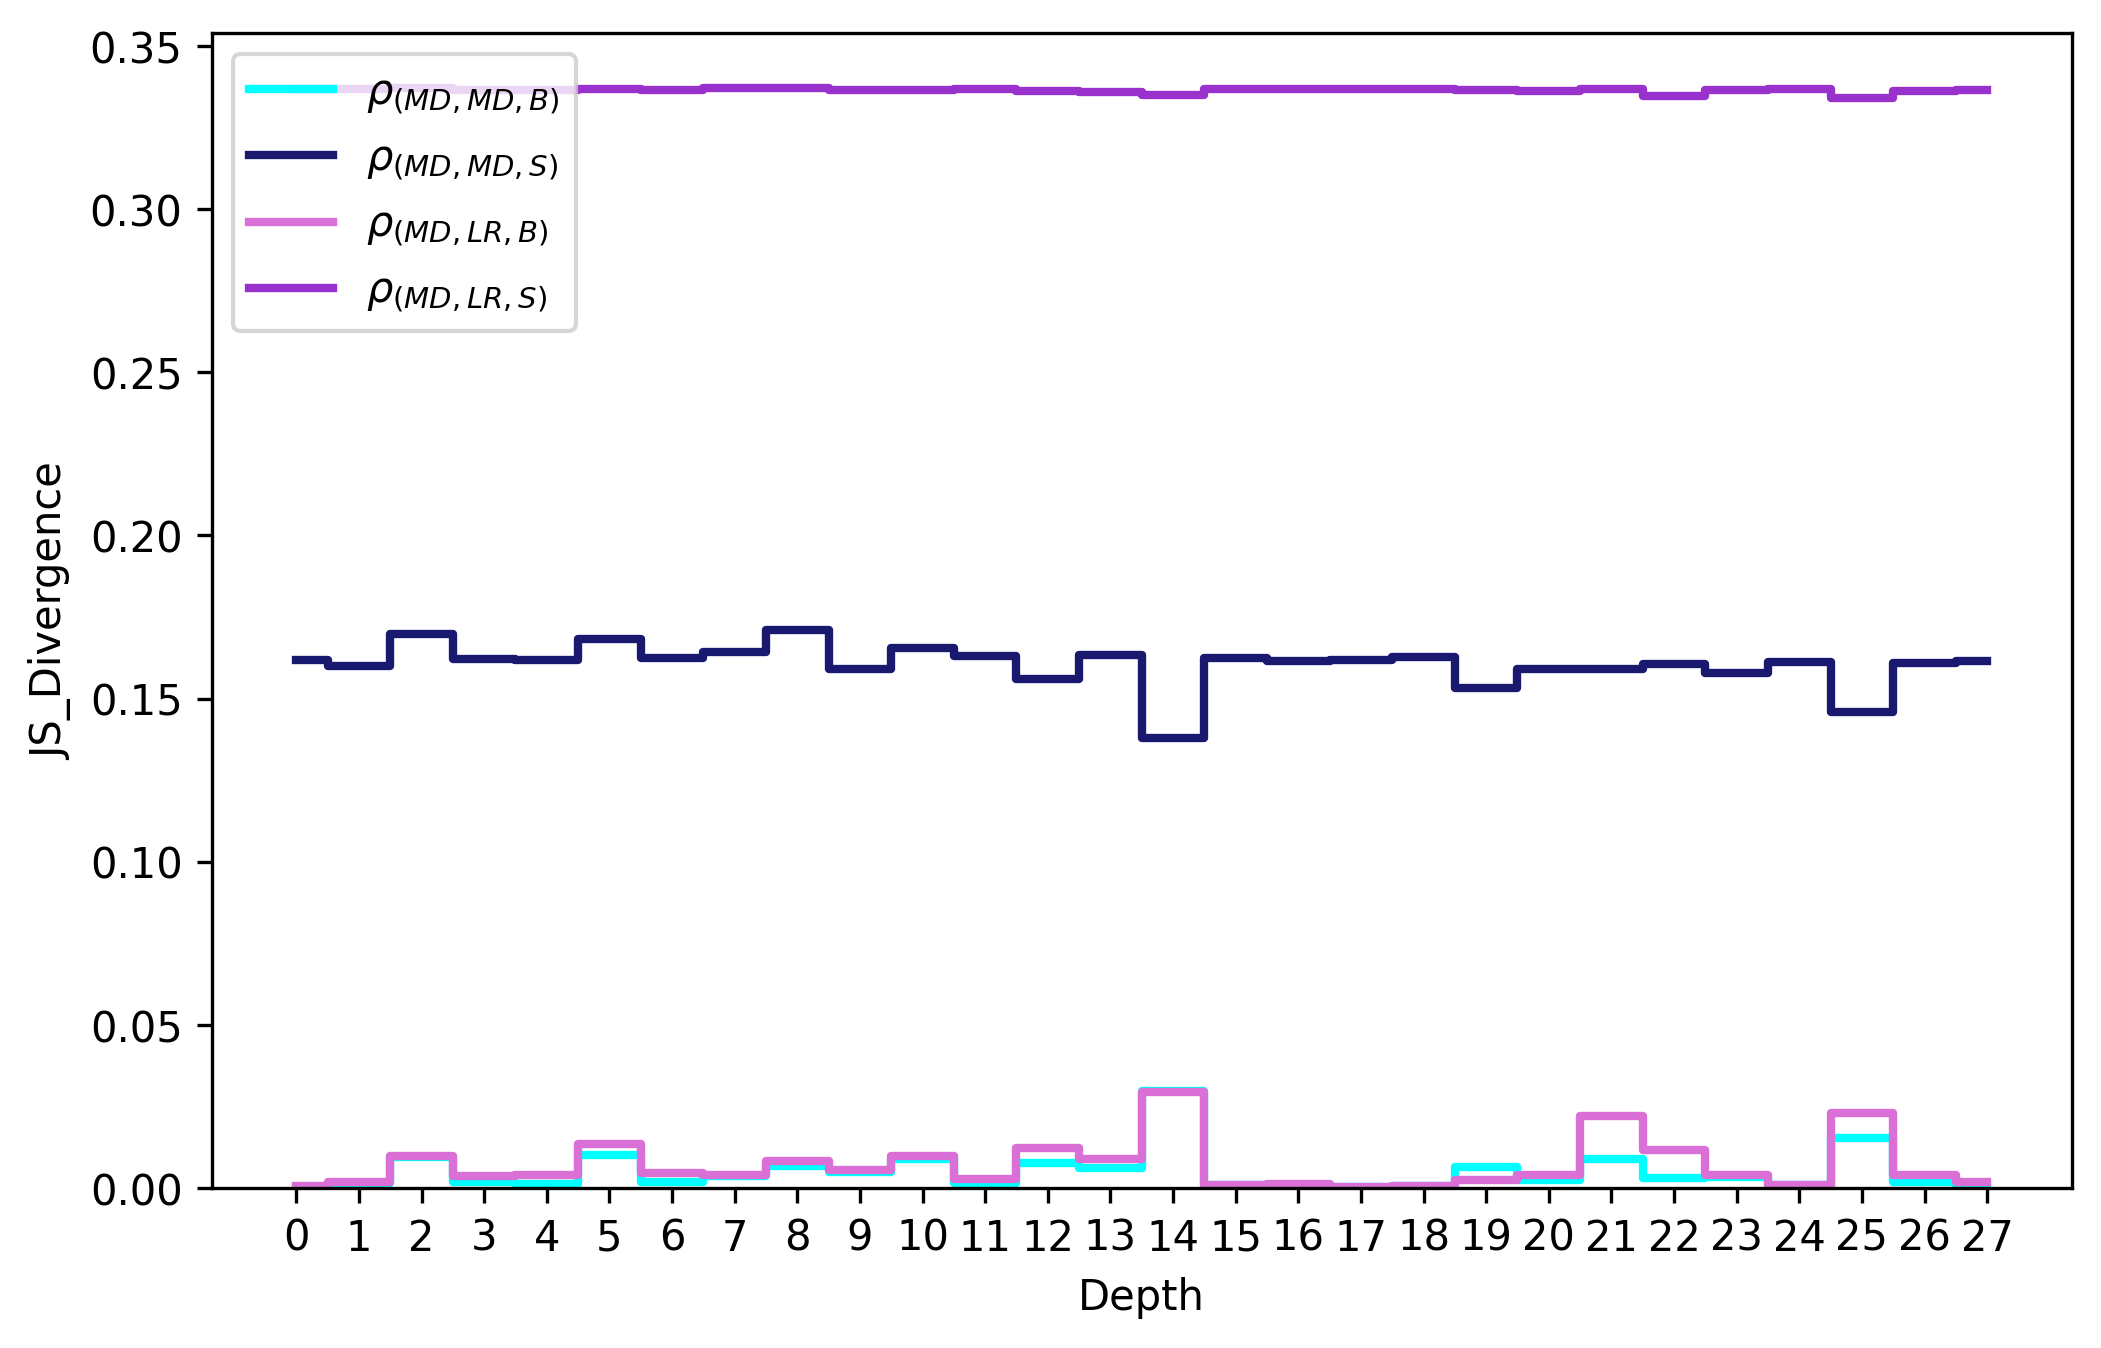 0.35
0.30
0.25
0.20
0.15
0.10
0.05
0.00
JS_Divergence
ρ(MD, MD, B)
ρ(MD, MD, S)
ρ(MD, LR, B)
ρ(MD, LR, S)
0 1 2 3 4 5 6 7 8 9 10 11 12 13 14 15 16 17 18 19 20 21 22 23 24 25 26 27
Depth